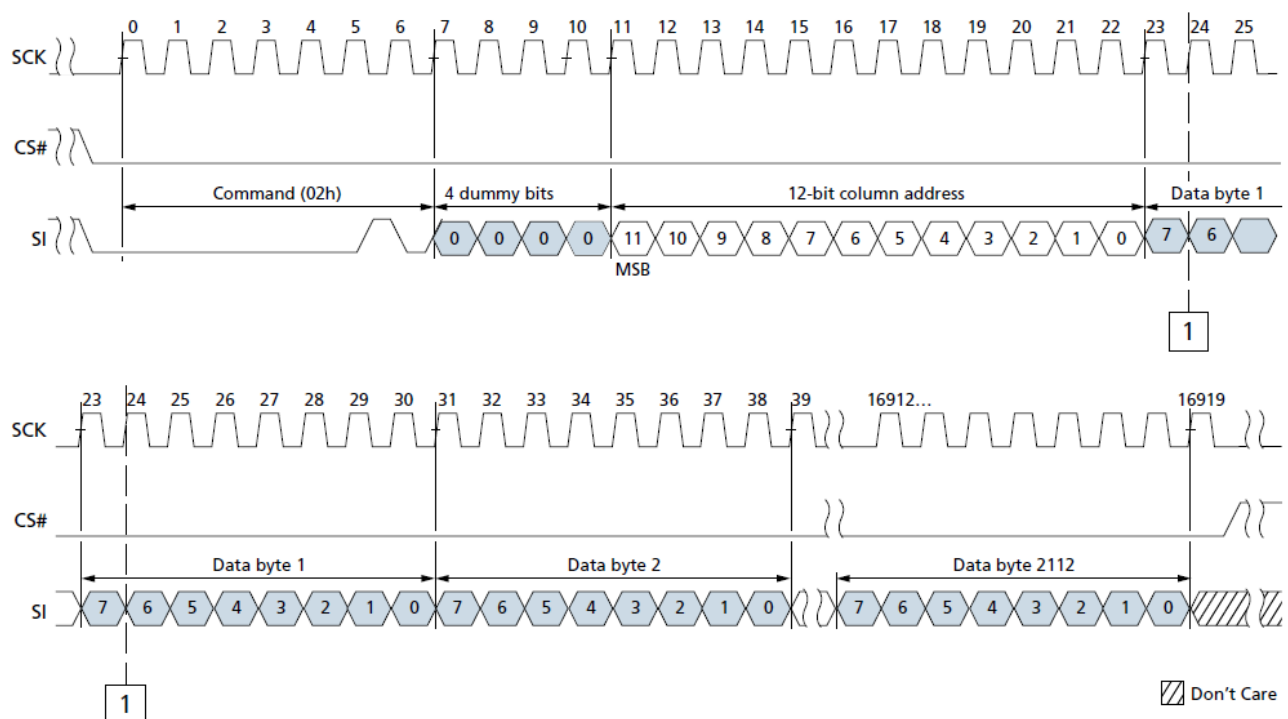 0 1 2 3 4 5 6 7 8 9 10 11 12 13 14 15 16 17 18 19 20 21 22 23 24 25
SCK
CS#
Command (02h) 4 dummy bits 12-bit column address Data byte 1
SI 0 0 0 0 11 10 9 8 7 6 5 4 3 2 1 0 7 6
MSB
1
23 24 25 26 27 28 29 30 31 32 33 34 35 36 37 38 39 16912... 16919
SCK
CS#
Data byte 1 Data byte 2 Data byte 2112
SI 7 6 5 4 3 2 1 0 7 6 5 4 3 2 1 0 7 6 5 4 3 2 1 0
1
Don't Care